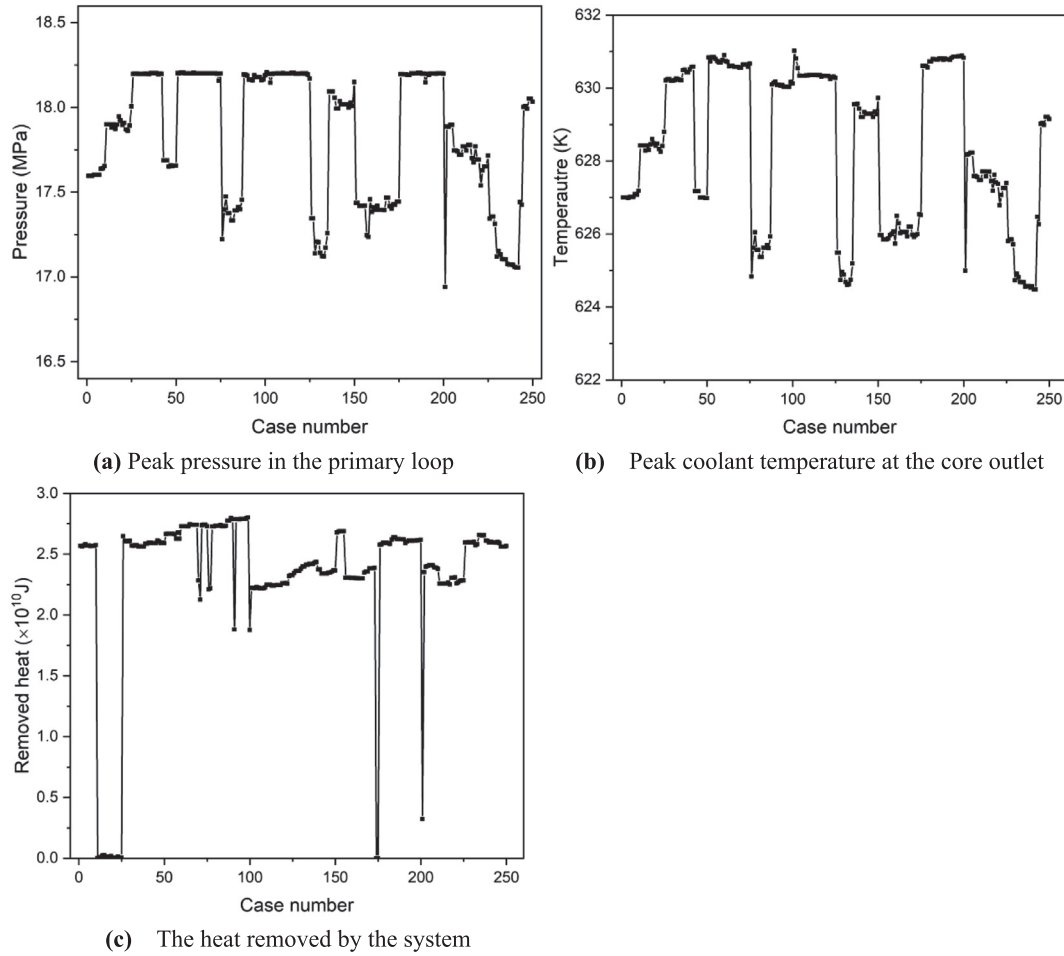 18.5
18.0
17.5
17.0
16.5
Pressure (MPa)
0 50 100 150 200 250
Case number
(a) Peak pressure in the primary loop
632
630
628
626
624
622
Temperautre (K)
0 50 100 150 200 250
Case number
(b) Peak coolant temperature at the core outlet
3.0
2.5
2.0
1.5
1.0
0.5
0.0
Removed heat (×10¹⁰J)
0 50 100 150 200 250
Case number
(c) The heat removed by the system